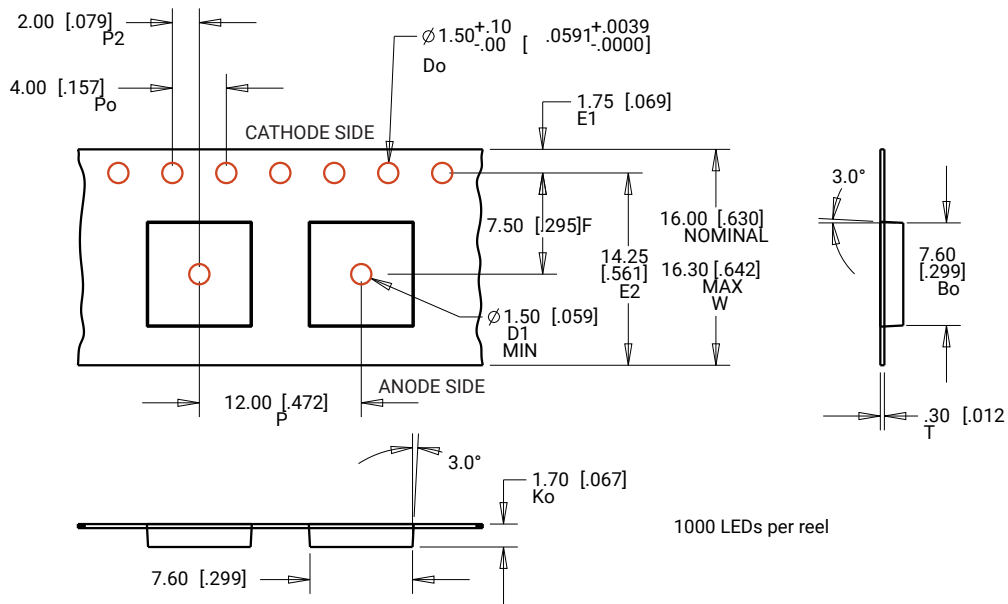 2.00 [.079]
P2
4.00 [.157]
Po
⌀1.50 +.10 -.00 [ .0591 +.0039 -.0000]
Do
1.75 [.069]
E1
CATHODE SIDE
7.50 [.295]F
14.25
[.561]
E2
16.00 [.630]
NOMINAL
16.30 [.642]
MAX
W
⌀1.50 [.059]
D1
MIN
ANODE SIDE
12.00 [.472]
P
3.0°
7.60
[.299]
Bo
.30 [.012
T
3.0°
1.70 [.067]
Ko
7.60 [.299]
1000 LEDs per reel